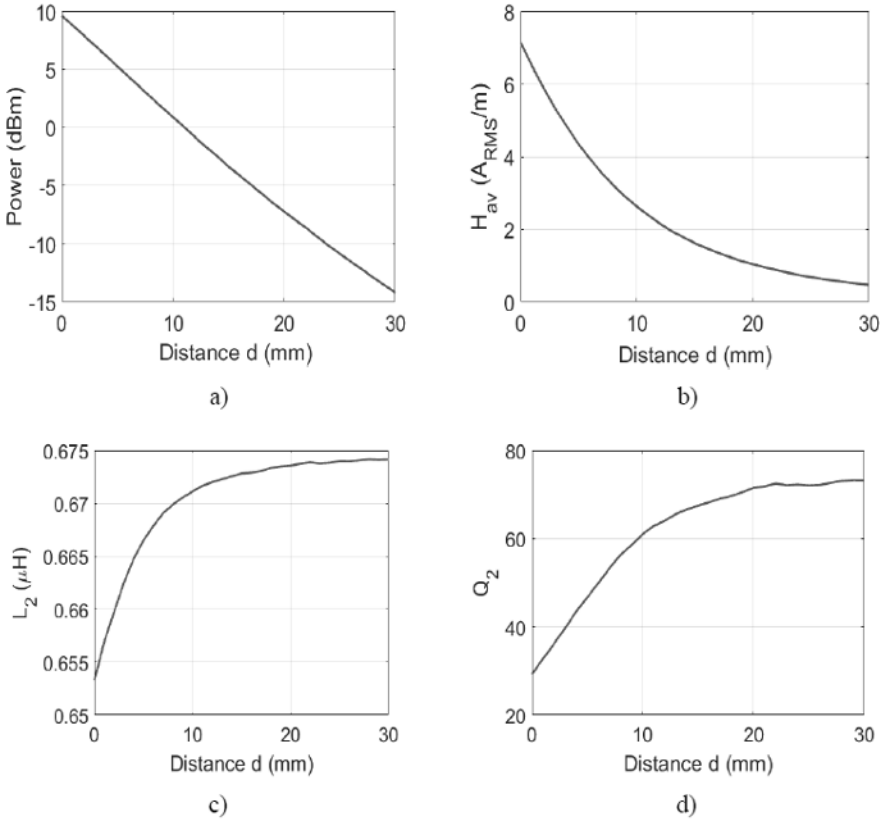 10
5
0
-5
-10
-15
Power (dBm)
0 10 20 30
Distance d (mm)
a)
8
6
4
2
0
H_av (A_RMS/m)
0 10 20 30
Distance d (mm)
b)
0.675
0.67
0.665
0.66
0.655
0.65
L_2 (μH)
0 10 20 30
Distance d (mm)
c)
80
60
40
20
Q_2
0 10 20 30
Distance d (mm)
d)